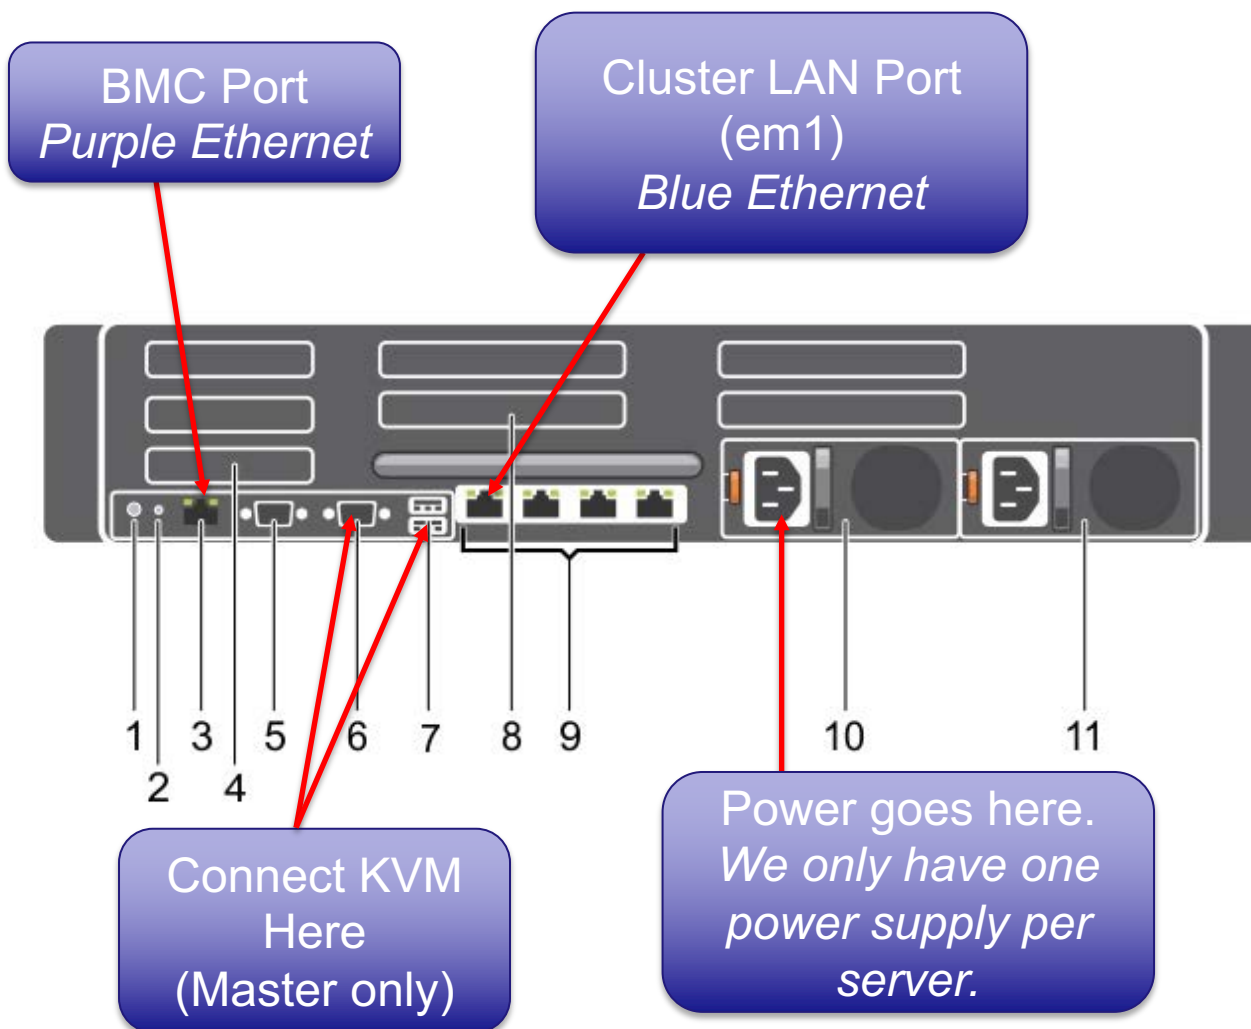 BMC Port
Purple Ethernet
Cluster LAN Port
(em1)
Blue Ethernet
1
2
3
4
5
6
7
8
9
10
11
Connect KVM
Here
(Master only)
Power goes here.
We only have one
power supply per
server.